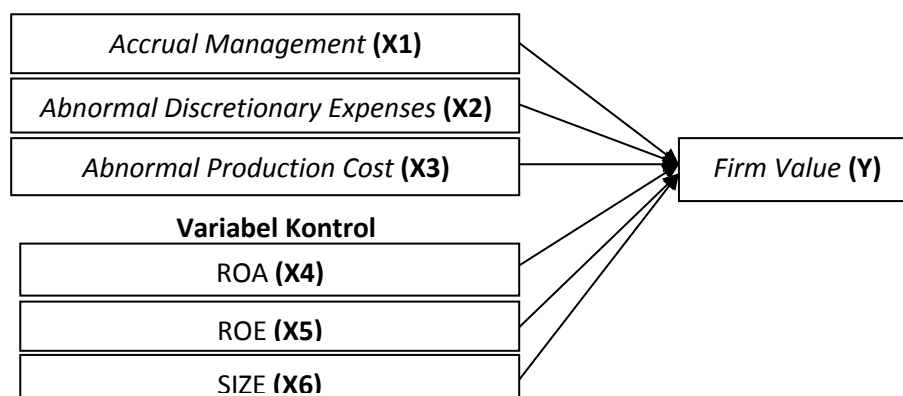 Accrual Management (X1)
Abnormal Discretionary Expenses (X2)
Abnormal Production Cost (X3)
Firm Value (Y)
Variabel Kontrol
ROA (X4)
ROE (X5)
SIZE (X6)